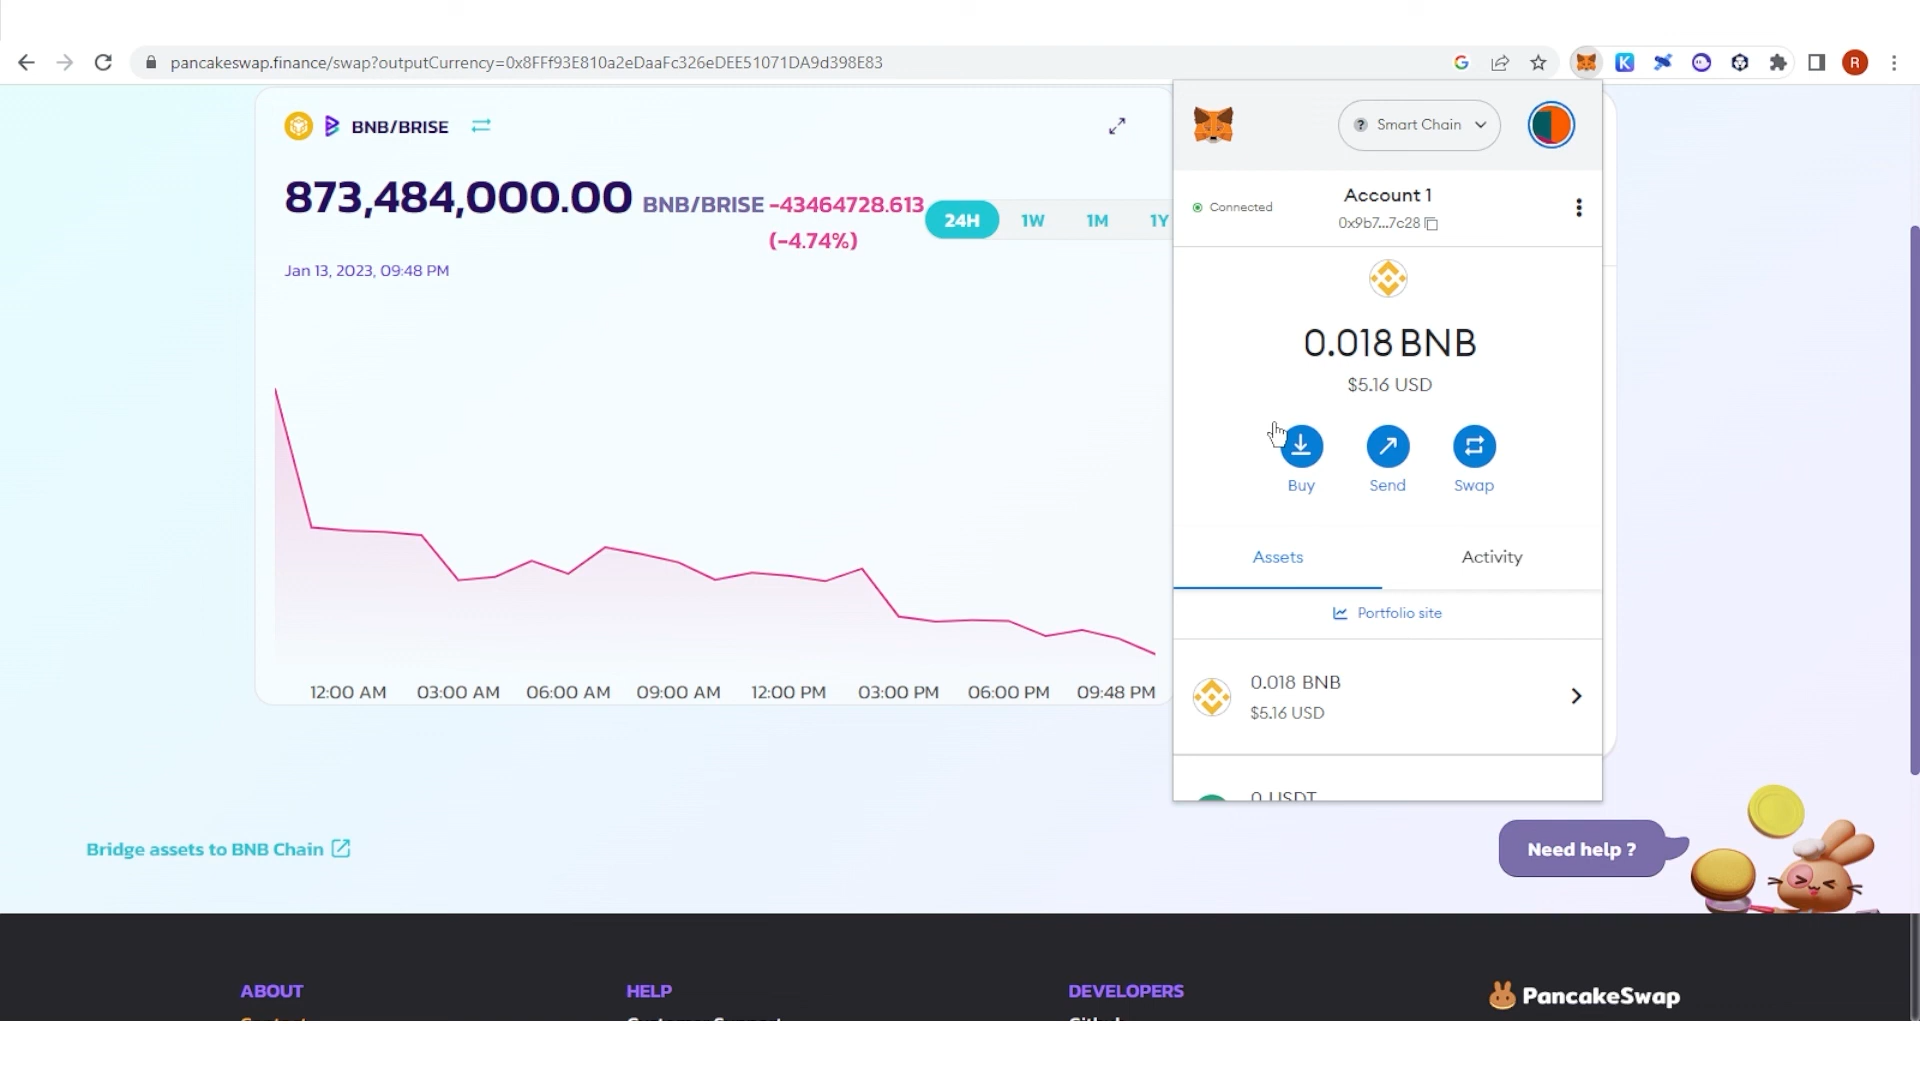 pancakeswap.finance/swap?outputCurrency=0x8FFf93E810a2eDaaFc326eDEE51071DA9d398E83
G
K
R
BNB/BRISE
873,484,000.00 BNB/BRISE -43464728.613
(-4.74%)
24H 1W 1M 1Y
Jan 13, 2023, 09:48 PM
12:00 AM 03:00 AM 06:00 AM 09:00 AM 12:00 PM 03:00 PM 06:00 PM 09:48 PM
? Smart Chain
Connected
Account 1
0x9b7...7c28
0.018 BNB
$5.16 USD
Buy Send Swap
Assets Activity
Portfolio site
0.018 BNB
$5.16 USD
0 USDT
Bridge assets to BNB Chain
Need help ?
ABOUT HELP DEVELOPERS
PancakeSwap
Contact
Customer Support
Github